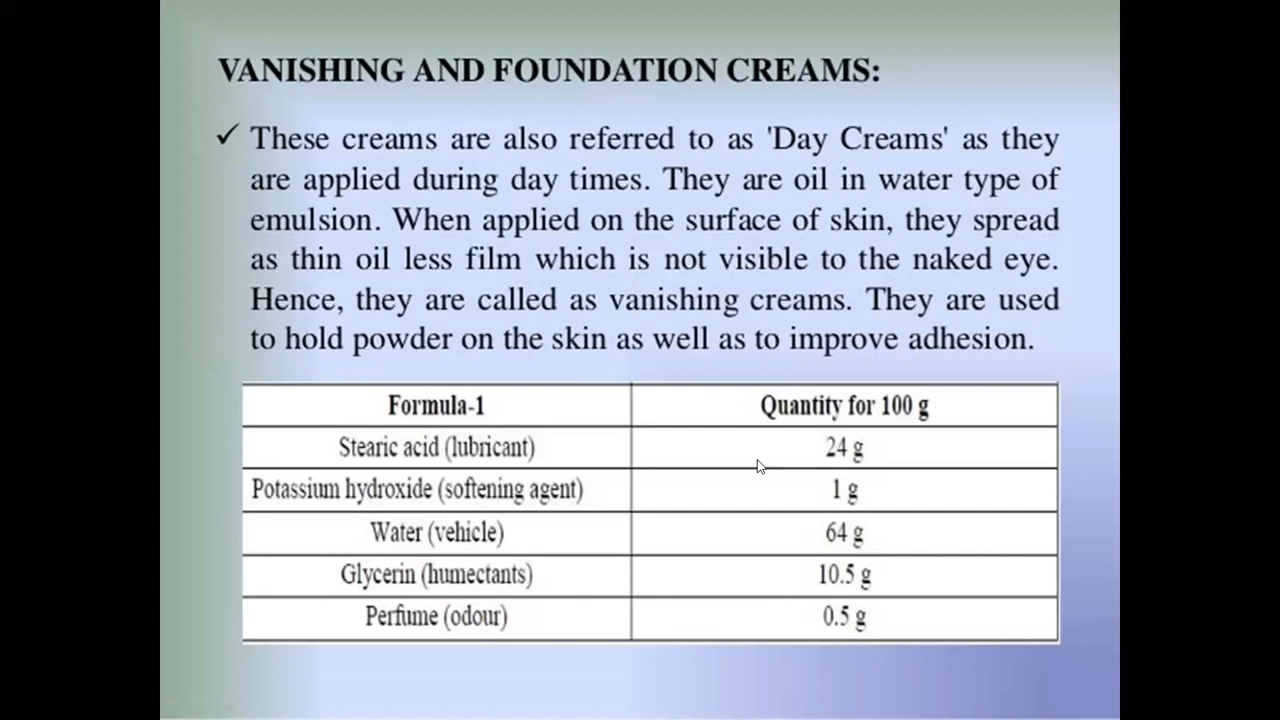 VANISHING AND FOUNDATION CREAMS:
✓ These creams are also referred to as 'Day Creams' as they
are applied during day times. They are oil in water type of
emulsion. When applied on the surface of skin, they spread
as thin oil less film which is not visible to the naked eye.
Hence, they are called as vanishing creams. They are used
to hold powder on the skin as well as to improve adhesion.
Formula-1 Quantity for 100 g
Stearic acid (lubricant) 24 g
Potassium hydroxide (softening agent) 1 g
Water (vehicle) 64 g
Glycerin (humectants) 10.5 g
Perfume (odour) 0.5 g